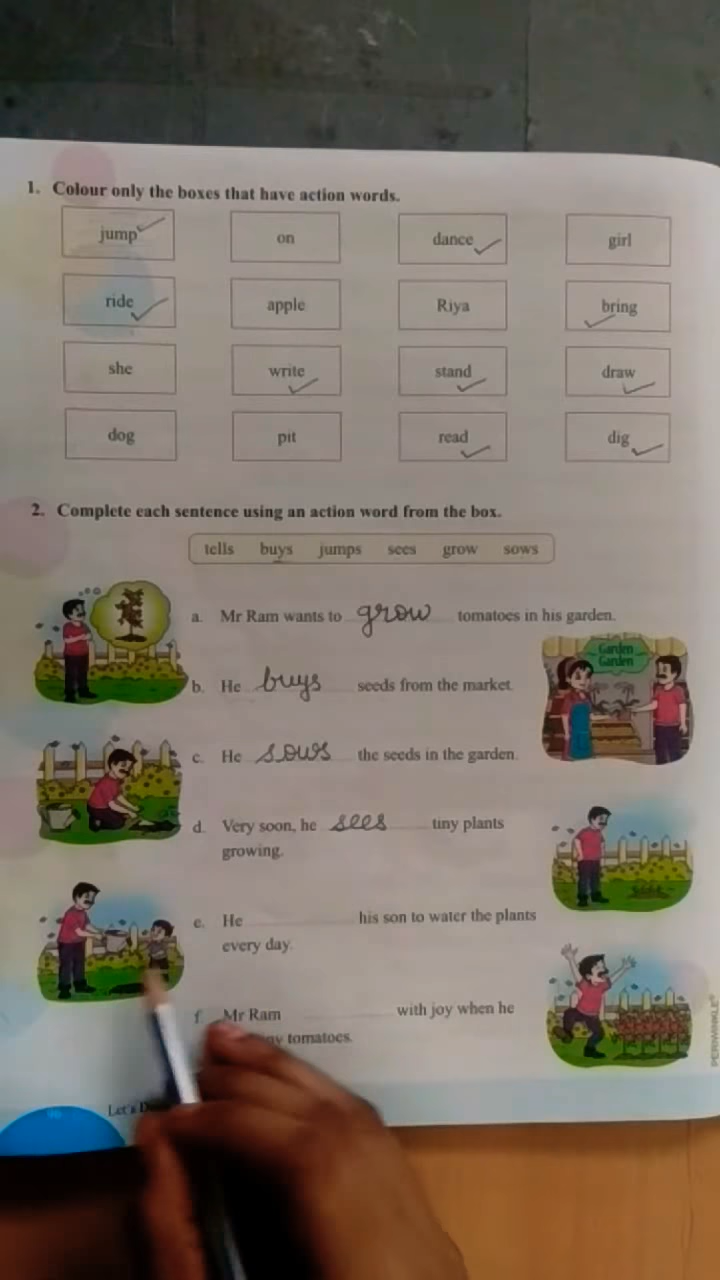 1. Colour only the boxes that have action words.
jump on dance girl
ride apple Riya bring
she write stand draw
dog pit read dig
2. Complete each sentence using an action word from the box.
tells buys jumps sees grow sows
a. Mr Ram wants to grow tomatoes in his garden.
Garden
Garden
b. He buys seeds from the market.
c. He sows the seeds in the garden.
d. Very soon, he sees tiny plants
growing.
e. He his son to water the plants
every day.
f. Mr Ram with joy when he
tomatoes.
Let's
PERIWINKLE